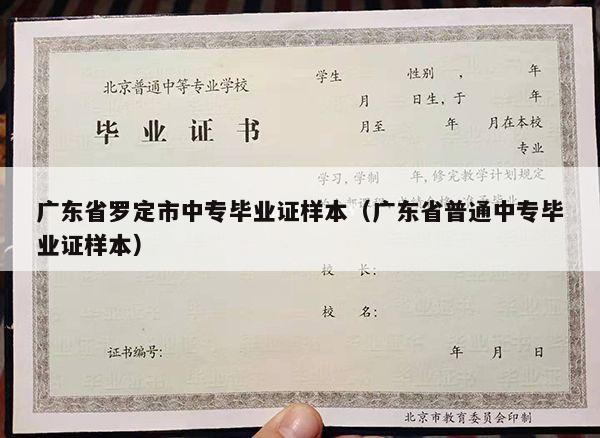 北京普通中等专业学校
毕业证书
学生 性别 , 年
月 日生,于 年
月至 年 月在本校
专业
学习,学制 年,修完教学计划规定
广东省罗定市中专毕业证样本（广东省普通中专毕
业证样本）
校 长:
校 名:
证书编号:
年 月 日
北京市教育委员会印制